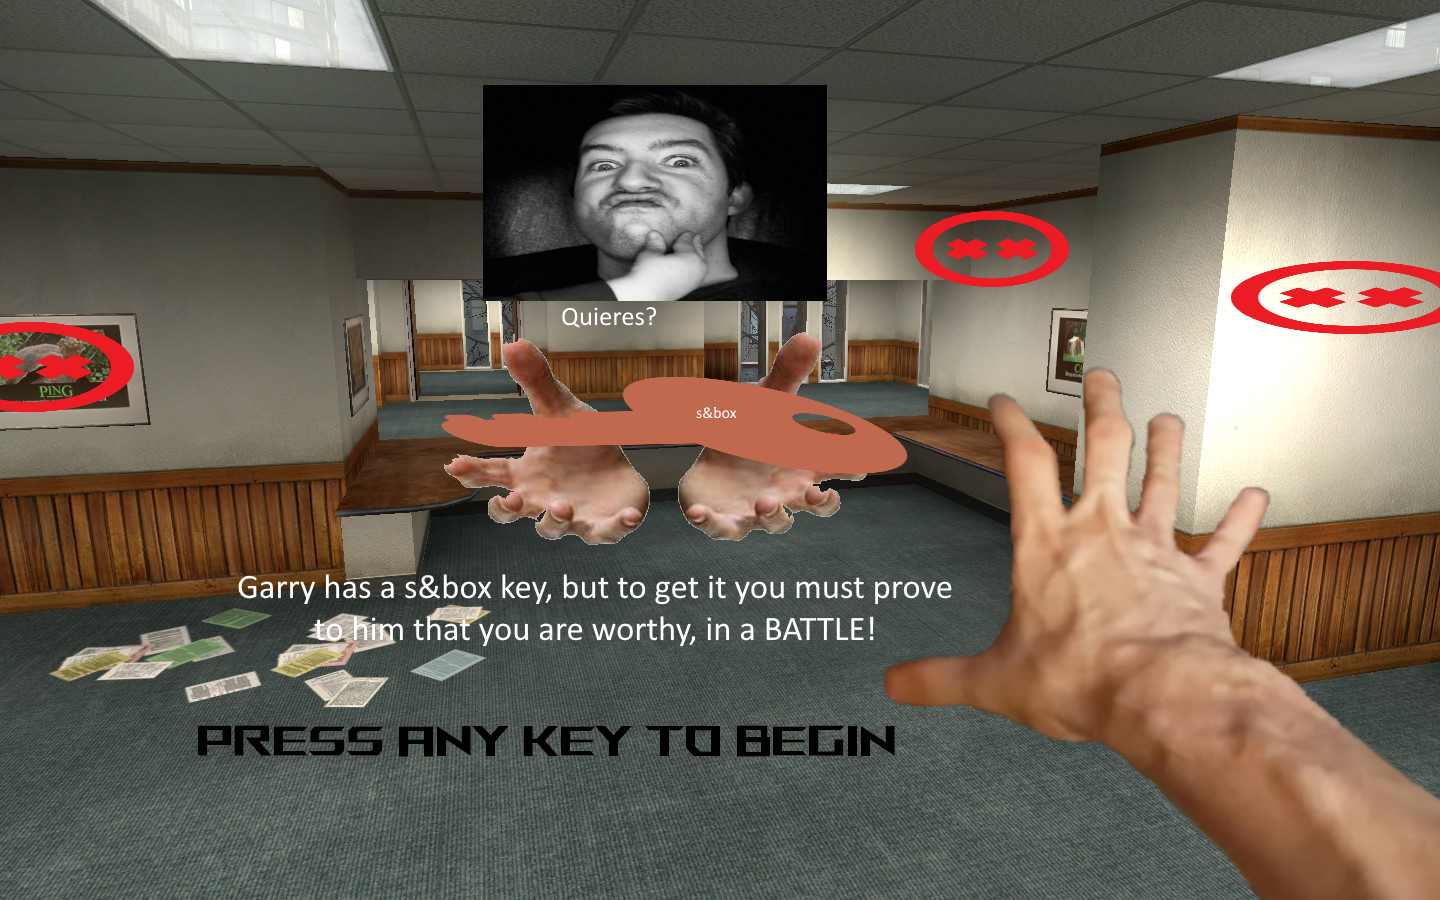 Quieres?
s&box
PING
Garry has a s&box key, but to get it you must prove
to him that you are worthy, in a BATTLE!
PRESS ANY KEY TO BEGIN